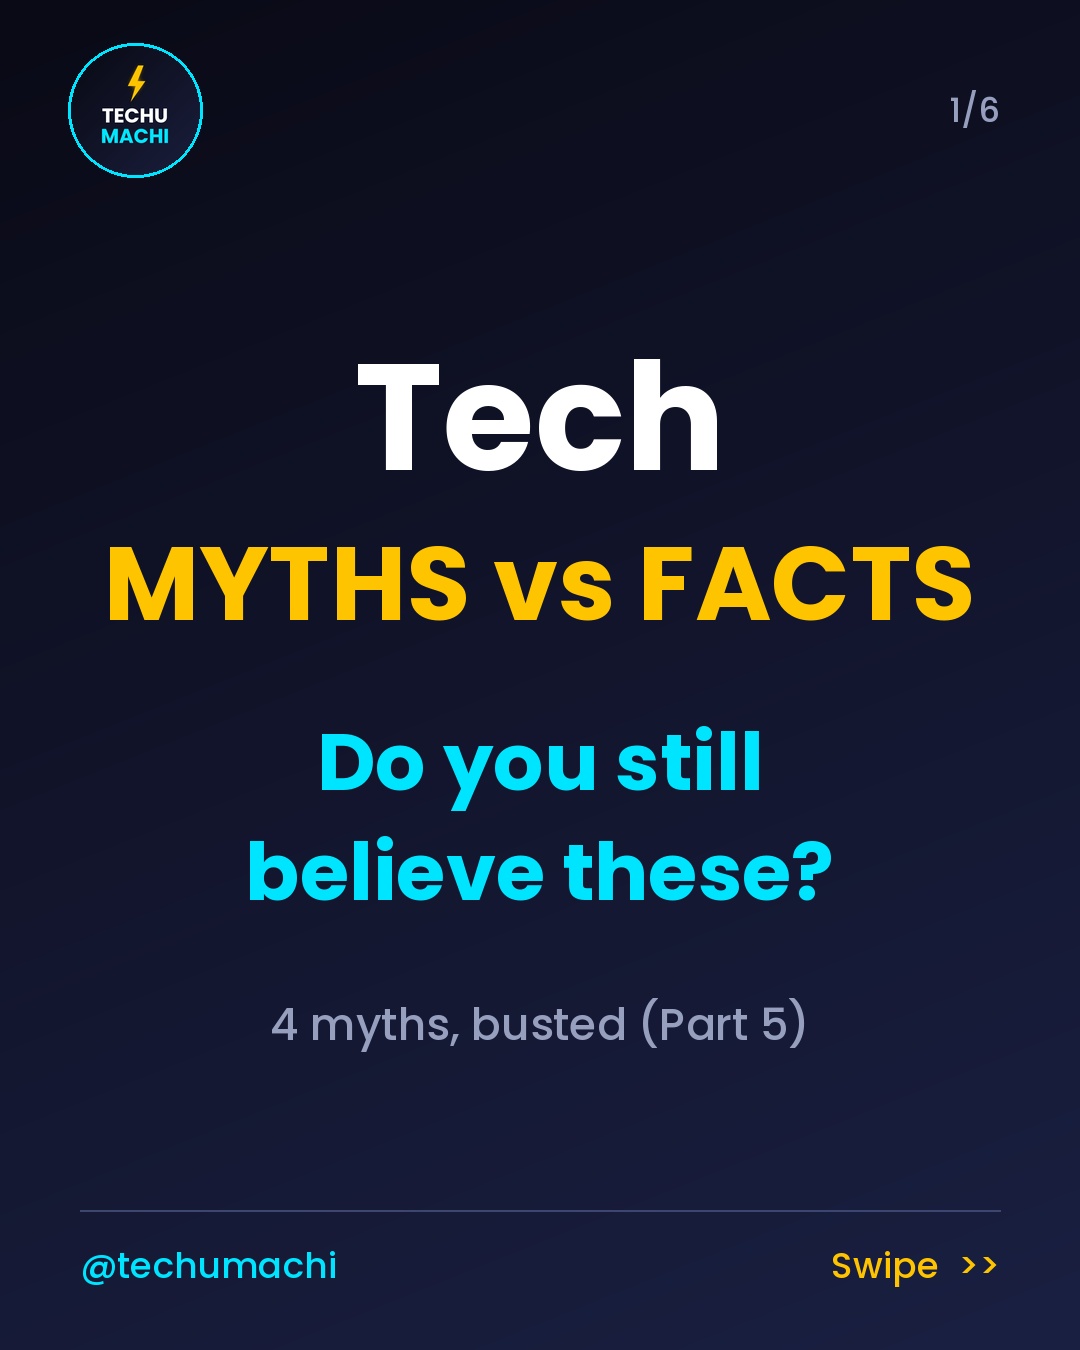 TECHU
MACHI
1/6
Tech
MYTHS vs FACTS
Do you still
believe these?
4 myths, busted (Part 5)
@techumachi
Swipe >>